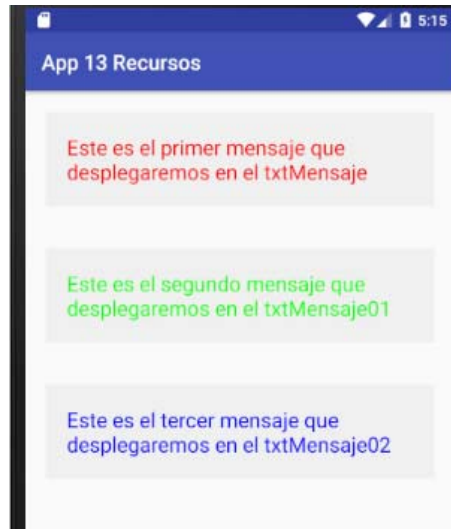 5:15
App 13 Recursos
Este es el primer mensaje que
desplegaremos en el txtMensaje
Este es el segundo mensaje que
desplegaremos en el txtMensaje01
Este es el tercer mensaje que
desplegaremos en el txtMensaje02